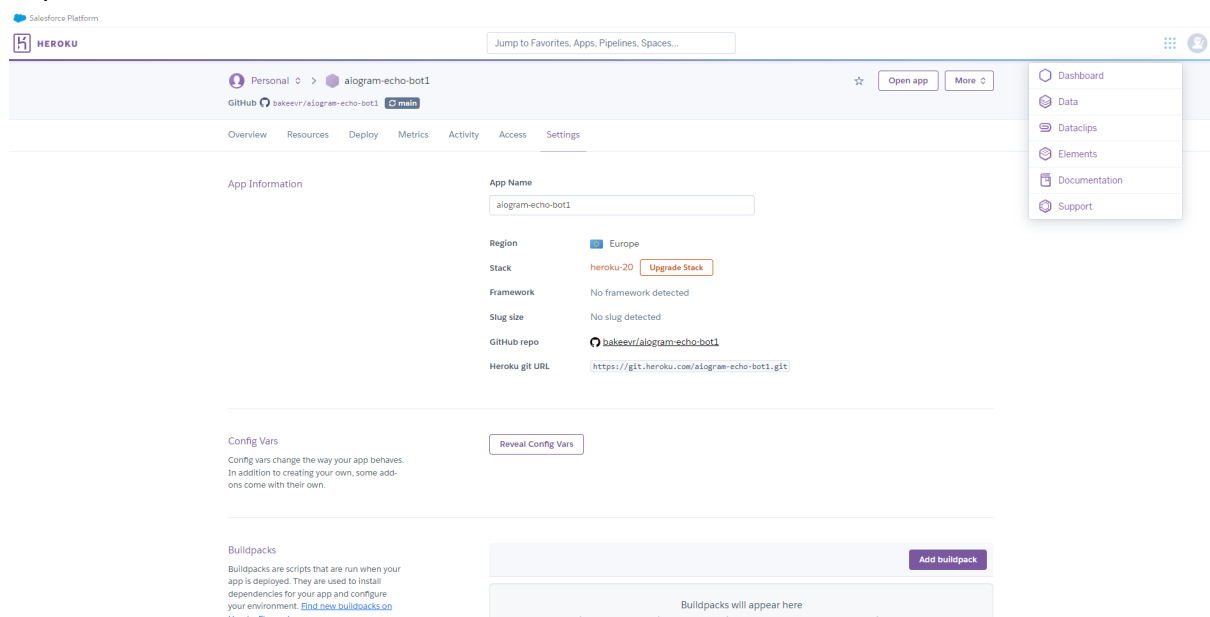 Salesforce Platform
HEROKU
Jump to Favorites, Apps, Pipelines, Spaces...
Personal > aiogram-echo-bot1
Open app
More
GitHub bakeevr/aiogram-echo-bot1 main
Dashboard
Data
Dataclips
Elements
Documentation
Support
Overview Resources Deploy Metrics Activity Access Settings
App Information
App Name
aiogram-echo-bot1
Region Europe
Stack heroku-20 Upgrade Stack
Framework No framework detected
Slug size No slug detected
GitHub repo bakeevr/aiogram-echo-bot1
Heroku git URL https://git.heroku.com/aiogram-echo-bot1.git
Config Vars
Config vars change the way your app behaves.
In addition to creating your own, some add-
ons come with their own.
Reveal Config Vars
Buildpacks
Buildpacks are scripts that are run when your
app is deployed. They are used to install
dependencies for your app and configure
your environment. Find new buildpacks on
Add buildpack
Buildpacks will appear here